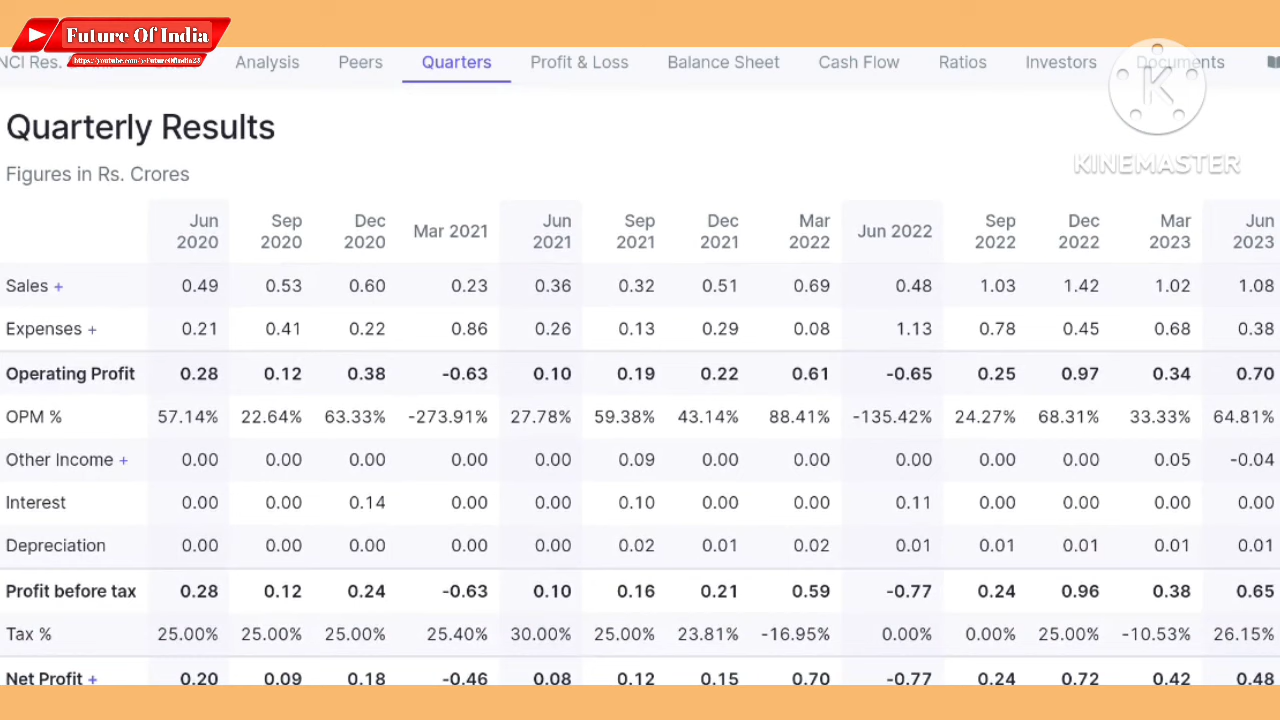 Future Of India
NCI Res. Analysis Peers Quarters Profit & Loss Balance Sheet Cash Flow Ratios Investors Documents
K
KINEMASTER
Quarterly Results
Figures in Rs. Crores
Jun 2020 Sep 2020 Dec 2020 Mar 2021 Jun 2021 Sep 2021 Dec 2021 Mar 2022 Jun 2022 Sep 2022 Dec 2022 Mar 2023 Jun 2023
Sales + 0.49 0.53 0.60 0.23 0.36 0.32 0.51 0.69 0.48 1.03 1.42 1.02 1.08
Expenses + 0.21 0.41 0.22 0.86 0.26 0.13 0.29 0.08 1.13 0.78 0.45 0.68 0.38
Operating Profit 0.28 0.12 0.38 -0.63 0.10 0.19 0.22 0.61 -0.65 0.25 0.97 0.34 0.70
OPM % 57.14% 22.64% 63.33% -273.91% 27.78% 59.38% 43.14% 88.41% -135.42% 24.27% 68.31% 33.33% 64.81%
Other Income + 0.00 0.00 0.00 0.00 0.00 0.09 0.00 0.00 0.00 0.00 0.00 0.05 -0.04
Interest 0.00 0.00 0.14 0.00 0.00 0.10 0.00 0.00 0.11 0.00 0.00 0.00 0.00
Depreciation 0.00 0.00 0.00 0.00 0.00 0.02 0.01 0.02 0.01 0.01 0.01 0.01 0.01
Profit before tax 0.28 0.12 0.24 -0.63 0.10 0.16 0.21 0.59 -0.77 0.24 0.96 0.38 0.65
Tax % 25.00% 25.00% 25.00% 25.40% 30.00% 25.00% 23.81% -16.95% 0.00% 0.00% 25.00% -10.53% 26.15%
Net Profit + 0.20 0.09 0.18 -0.46 0.08 0.12 0.15 0.70 -0.77 0.24 0.72 0.42 0.48